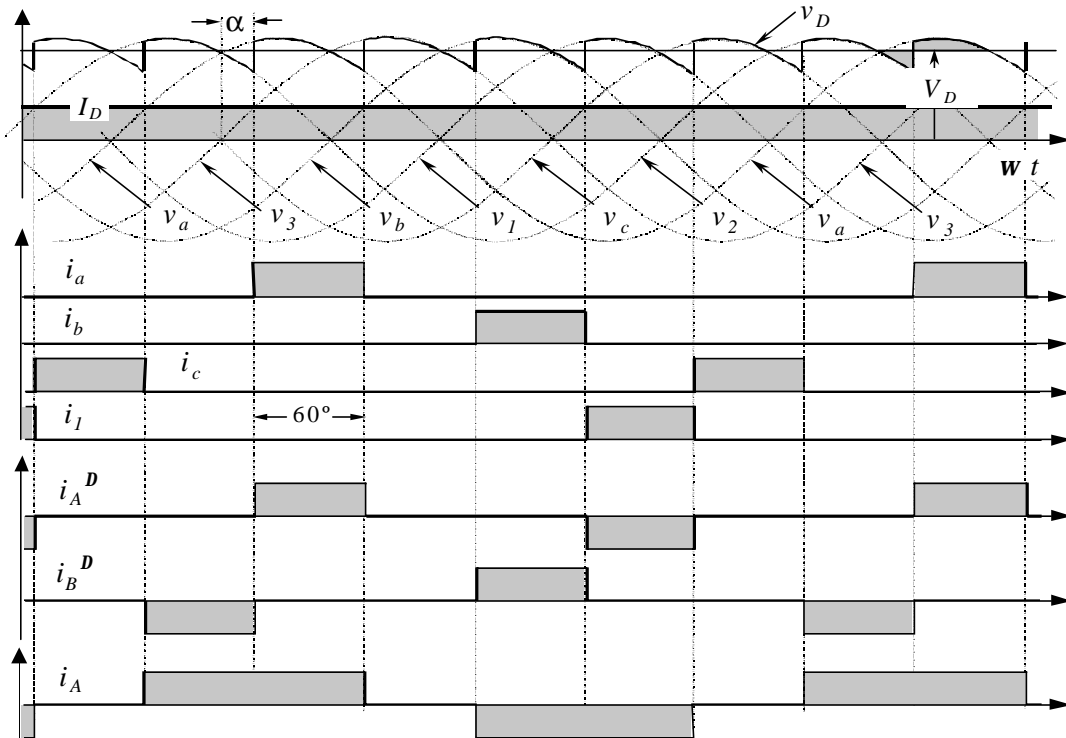 α
v_D
I_D
V_D
w t
v_a
v_3
v_b
v_1
v_c
v_2
v_a
v_3
i_a
i_b
i_c
60°
i_1
i_A^D
i_B^D
i_A